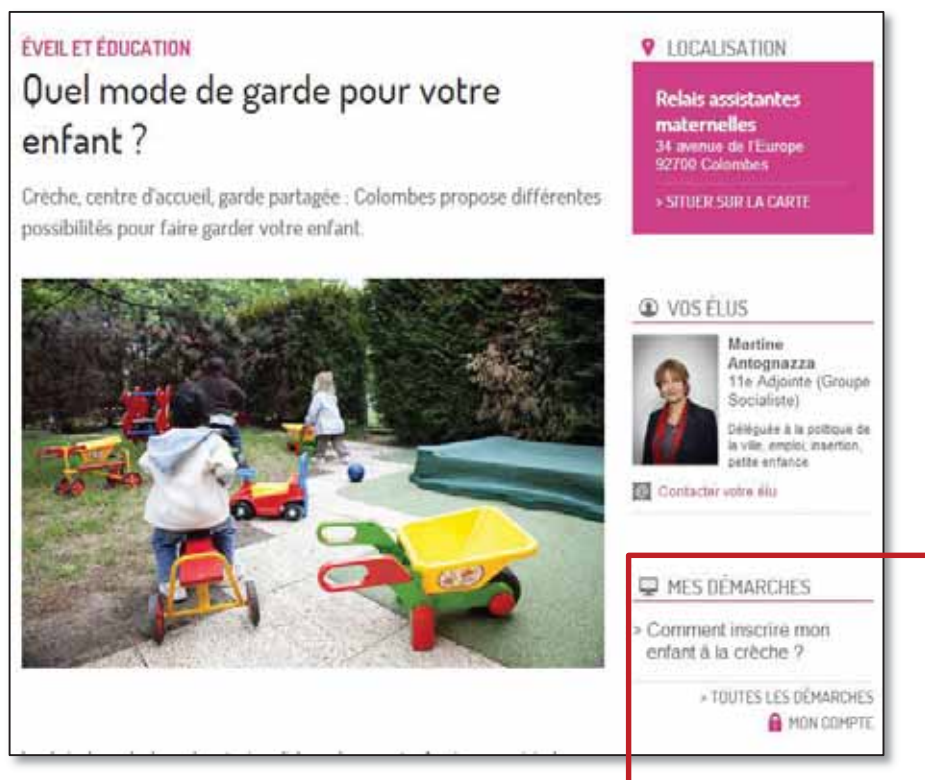 ÉVEIL ET ÉDUCATION
Quel mode de garde pour votre
enfant ?
Crèche, centre d'accueil, garde partagée : Colombes propose différentes
possibilités pour faire garder votre enfant.
LOCALISATION
Relais assistantes
maternelles
34 avenue de l'Europe
92700 Colombes
> SITUER SUR LA CARTE
VOS ÉLUS
Martine
Antognazza
11e Adjointe (Groupe
Socialiste)
Déléguée à la politique de
la ville, emploi, insertion,
petite enfance
Contacter votre élu
MES DÉMARCHES
» Comment inscrire mon
enfant à la crèche ?
> TOUTES LES DÉMARCHES
MON COMPTE